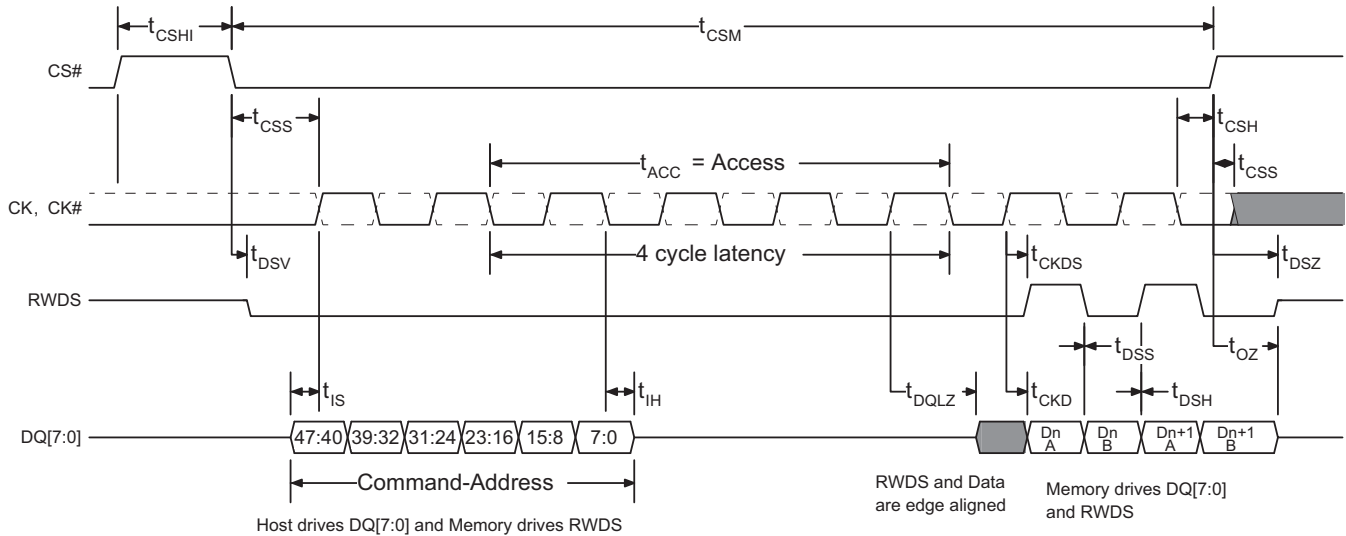 tCSHI
tCSM
CS#
tCSS
tCSH
tACC = Access
tCSS
CK, CK#
tDSV
4 cycle latency
tCKDS
tDSZ
RWDS
tDSS
tOZ
tIS
tIH
tDQLZ
tCKD
tDSH
DQ[7:0]
47:40 39:32 31:24 23:16 15:8 7:0
Dn A
Dn B
Dn+1 A
Dn+1 B
Command-Address
RWDS and Data
are edge aligned
Memory drives DQ[7:0]
and RWDS
Host drives DQ[7:0] and Memory drives RWDS